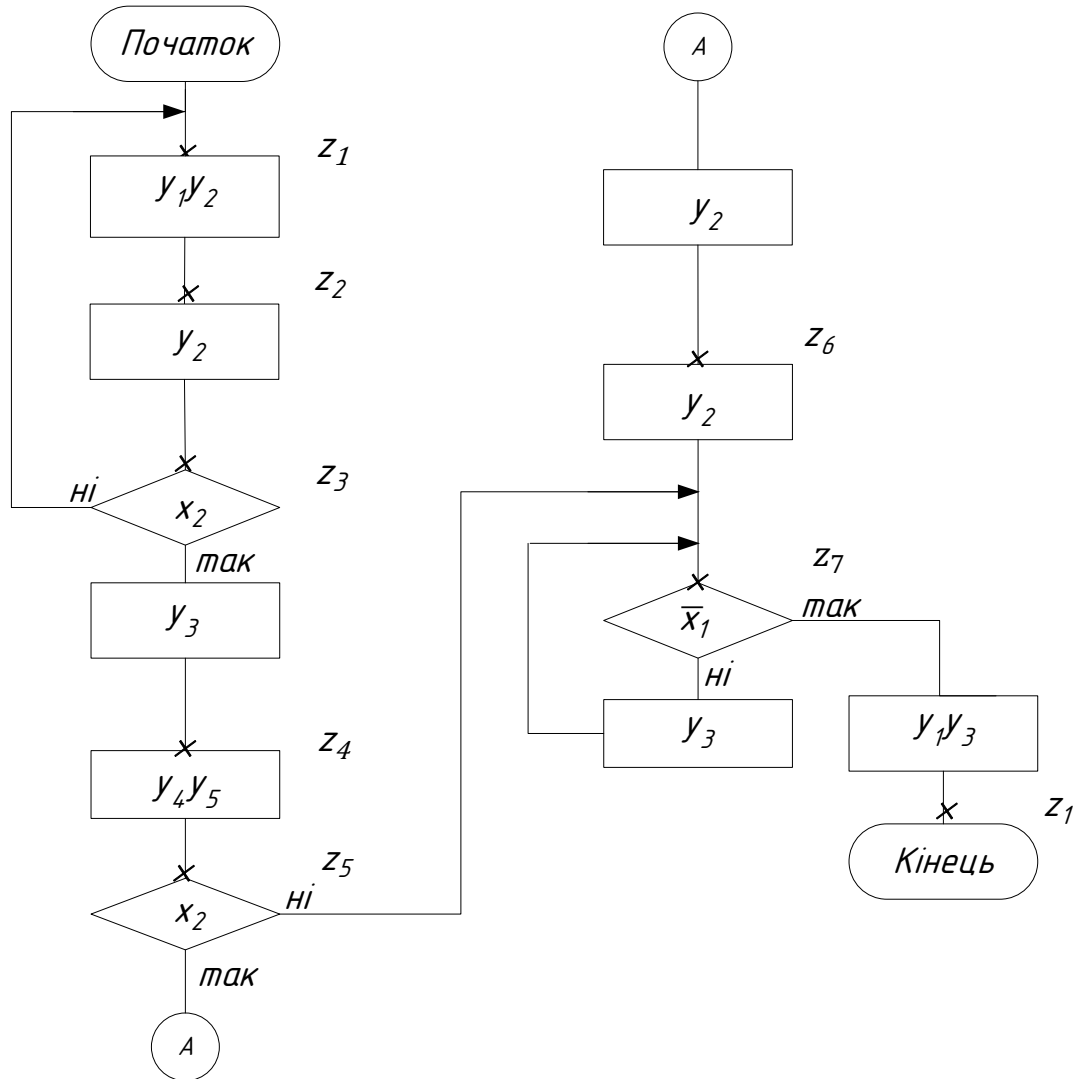 Початок
z₁
y₁y₂
z₂
y₂
z₃
ні
x₂
так
y₃
z₄
y₄y₅
z₅
ні
x₂
так
A
A
y₂
z₆
y₂
z₇
так
x̅₁
ні
y₃
y₁y₃
z₁
Кінець